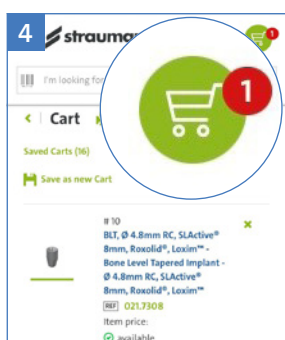 4
strauma
I'm looking for
1
< Cart
Saved Carts (16)
Save as new Cart
# 10
BLT, Ø 4.8mm RC, SLActive®
8mm, Roxolid®, Loxim™ -
Bone Level Tapered Implant -
Ø 4.8mm RC, SLActive®
8mm, Roxolid®, Loxim™
REF 021.7308
Item price:
available